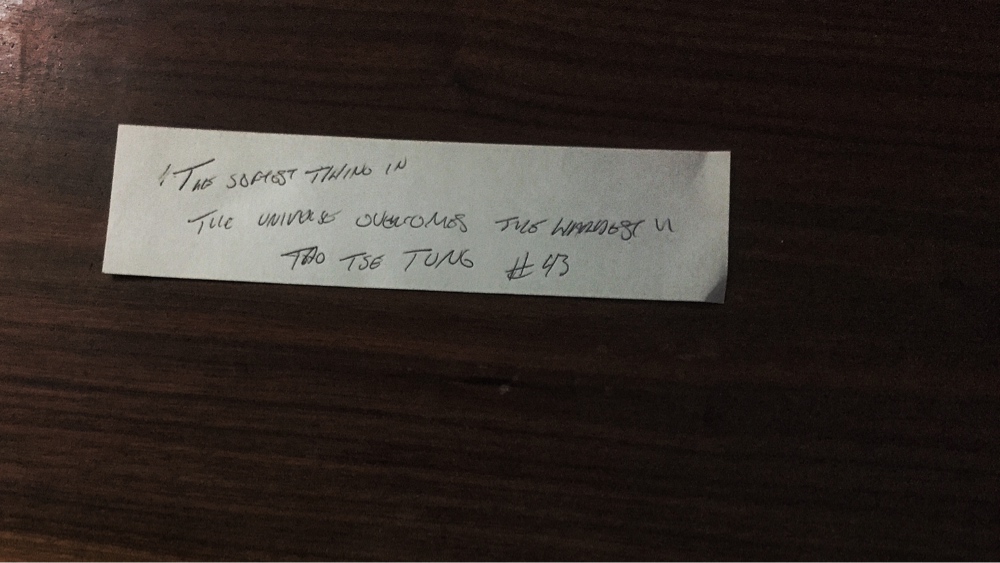 "The softest thing in
The universe overcomes the hardest"
Tao Tse Tung #43